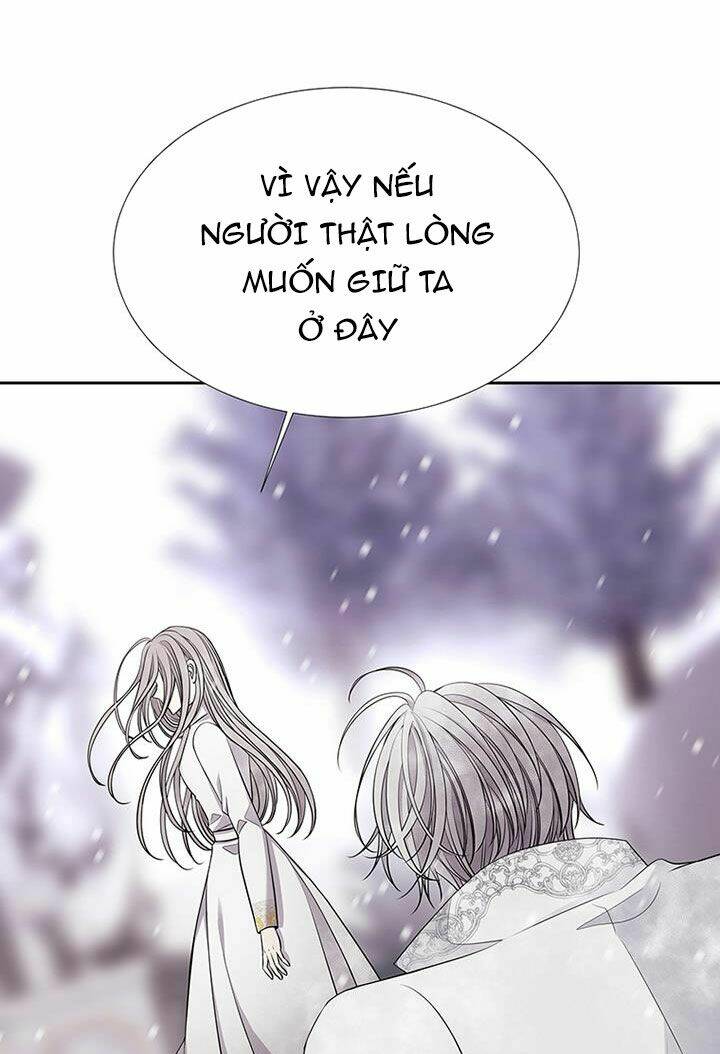 VÌ VẬY NẾU
NGƯỜI THẬT LÒNG
MUỐN GIỮ TA
Ở ĐÂY